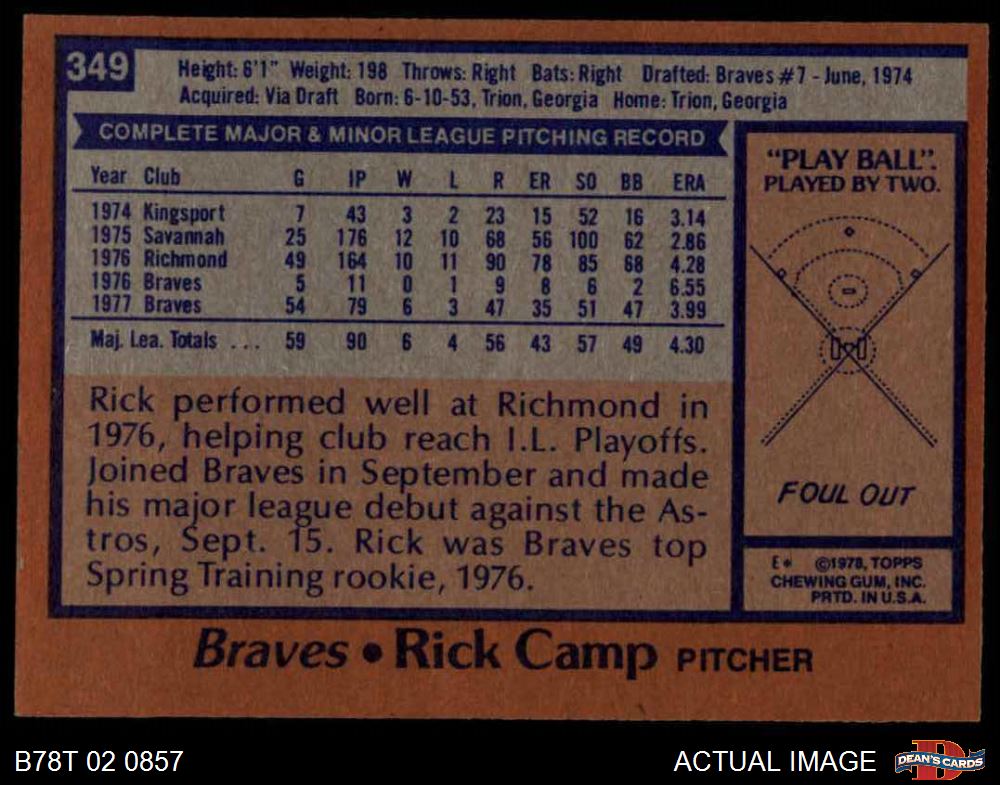 349
Height: 6'1" Weight: 198 Throws: Right Bats: Right Drafted: Braves #7 - June, 1974
Acquired: Via Draft Born: 6-10-53, Trion, Georgia Home: Trion, Georgia
COMPLETE MAJOR & MINOR LEAGUE PITCHING RECORD
Year Club G IP W L R ER SO BB ERA
1974 Kingsport 7 43 3 2 23 15 52 16 3.14
1975 Savannah 25 176 12 10 68 56 100 62 2.86
1976 Richmond 49 164 10 11 90 78 85 68 4.28
1976 Braves 5 11 0 1 9 8 6 2 6.55
1977 Braves 54 79 6 3 47 35 51 47 3.99
Maj. Lea. Totals ... 59 90 6 4 56 43 57 49 4.30
Rick performed well at Richmond in
1976, helping club reach I.L. Playoffs.
Joined Braves in September and made
his major league debut against the As-
tros, Sept. 15. Rick was Braves top
Spring Training rookie, 1976.
"PLAY BALL".
PLAYED BY TWO.
FOUL OUT
E* ©1978, TOPPS
CHEWING GUM, INC.
PRTD. IN U.S.A.
Braves • Rick Camp PITCHER
B78T 02 0857
ACTUAL IMAGE
D
DEAN'S CARDS